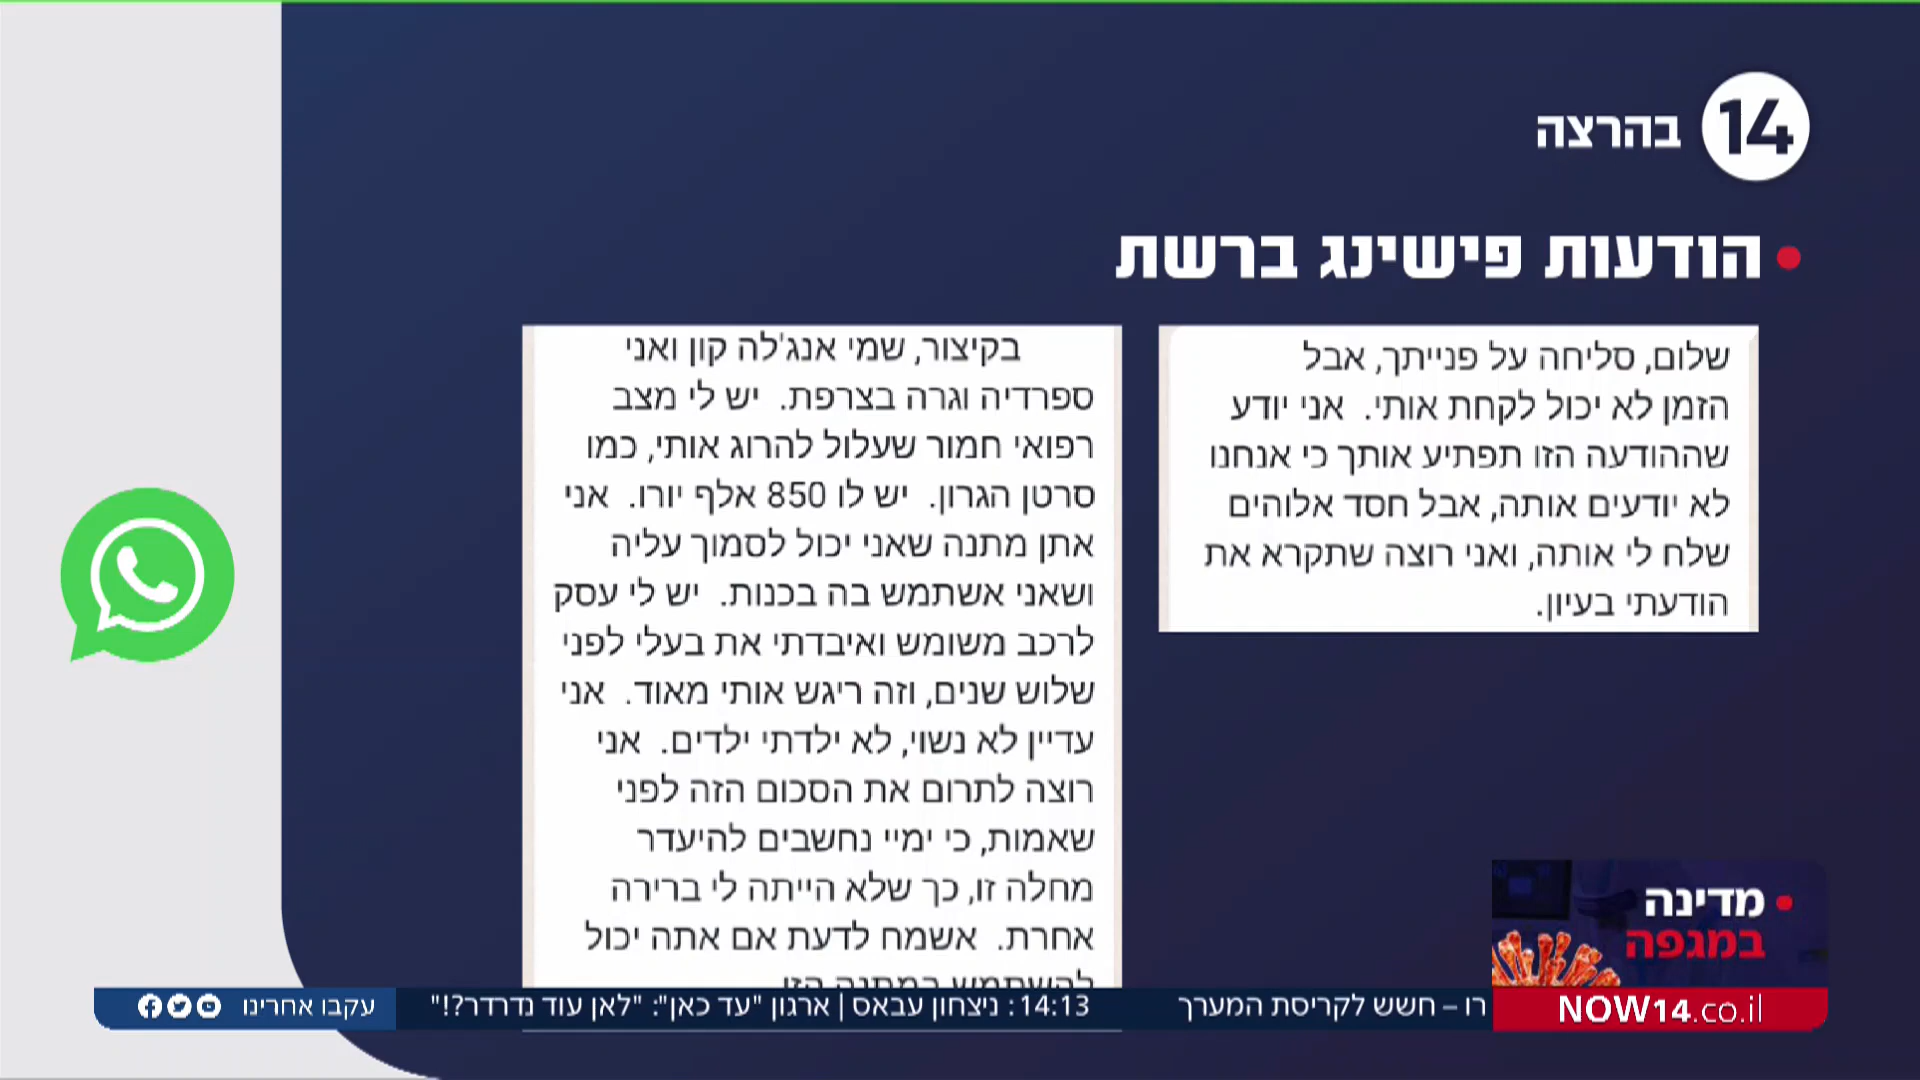 14 בהרצה
הודעות פישינג ברשת
שלום, סליחה על פנייתך, אבל
הזמן לא יכול לקחת אותי. אני יודע
שההודעה הזו תפתיע אותך כי אנחנו
לא יודעים אותה, אבל חסד אלוהים
שלח לי אותה, ואני רוצה שתקרא את
הודעתי בעיון.
בקיצור, שמי אנג'לה קון ואני
ספרדיה וגרה בצרפת. יש לי מצב
רפואי חמור שעלול להרוג אותי, כמו
סרטן הגרון. יש לו 850 אלף יורו. אני
אתן מתנה שאני יכול לסמוך עליה
ושאני אשתמש בה בכנות. יש לי עסק
לרכב משומש ואיבדתי את בעלי לפני
שלוש שנים, וזה ריגש אותי מאוד. אני
עדיין לא נשוי, לא ילדתי ילדים. אני
רוצה לתרום את הסכום הזה לפני
שאמות, כי ימיי נחשבים להיעדר
מחלה זו, כך שלא הייתה לי ברירה
אחרת. אשמח לדעת אם אתה יכול
מדינה
במגפה
NOW14.co.il
רו – חשש לקריסת המערך
14:13: ניצחון עבאס | ארגון "עד כאן": "לאן עוד נדרדר?!"
עקבו אחרינו